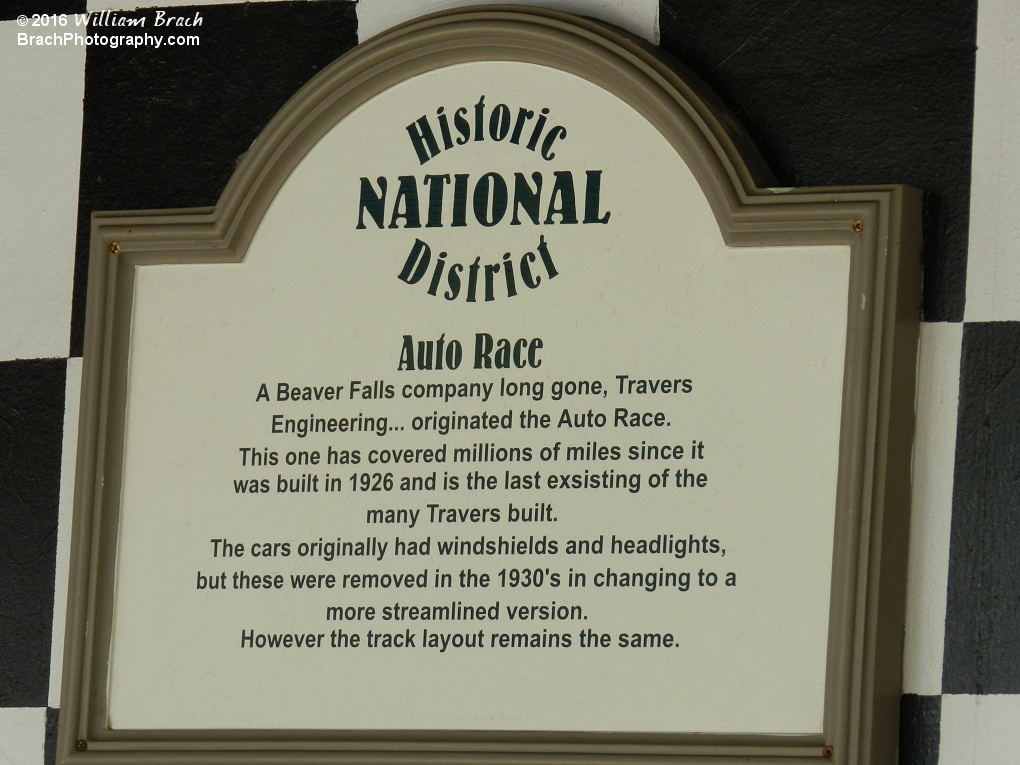 ©2016 William Brach
BrachPhotography.com
Historic
NATIONAL
District
Auto Race
A Beaver Falls company long gone, Travers
Engineering... originated the Auto Race.
This one has covered millions of miles since it
was built in 1926 and is the last exsisting of the
many Travers built.
The cars originally had windshields and headlights,
but these were removed in the 1930's in changing to a
more streamlined version.
However the track layout remains the same.